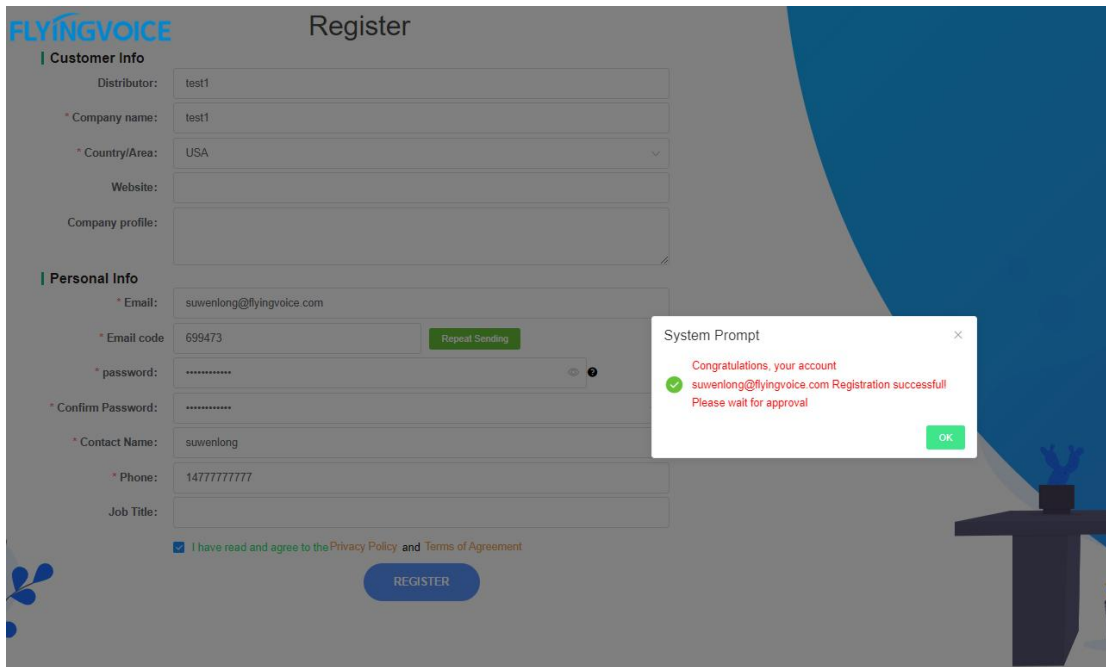 FLYINGVOICE
Register
Customer Info
Distributor: test1
* Company name: test1
* Country/Area: USA
Website:
Company profile:
Personal Info
* Email: suwenlong@flyingvoice.com
* Email code 699473 Repeat Sending
* password: ••••••••••••
* Confirm Password: ••••••••••••
* Contact Name: suwenlong
* Phone: 14777777777
Job Title:
I have read and agree to the Privacy Policy and Terms of Agreement
REGISTER
System Prompt
Congratulations, your account
suwenlong@flyingvoice.com Registration successfull
Please wait for approval
OK